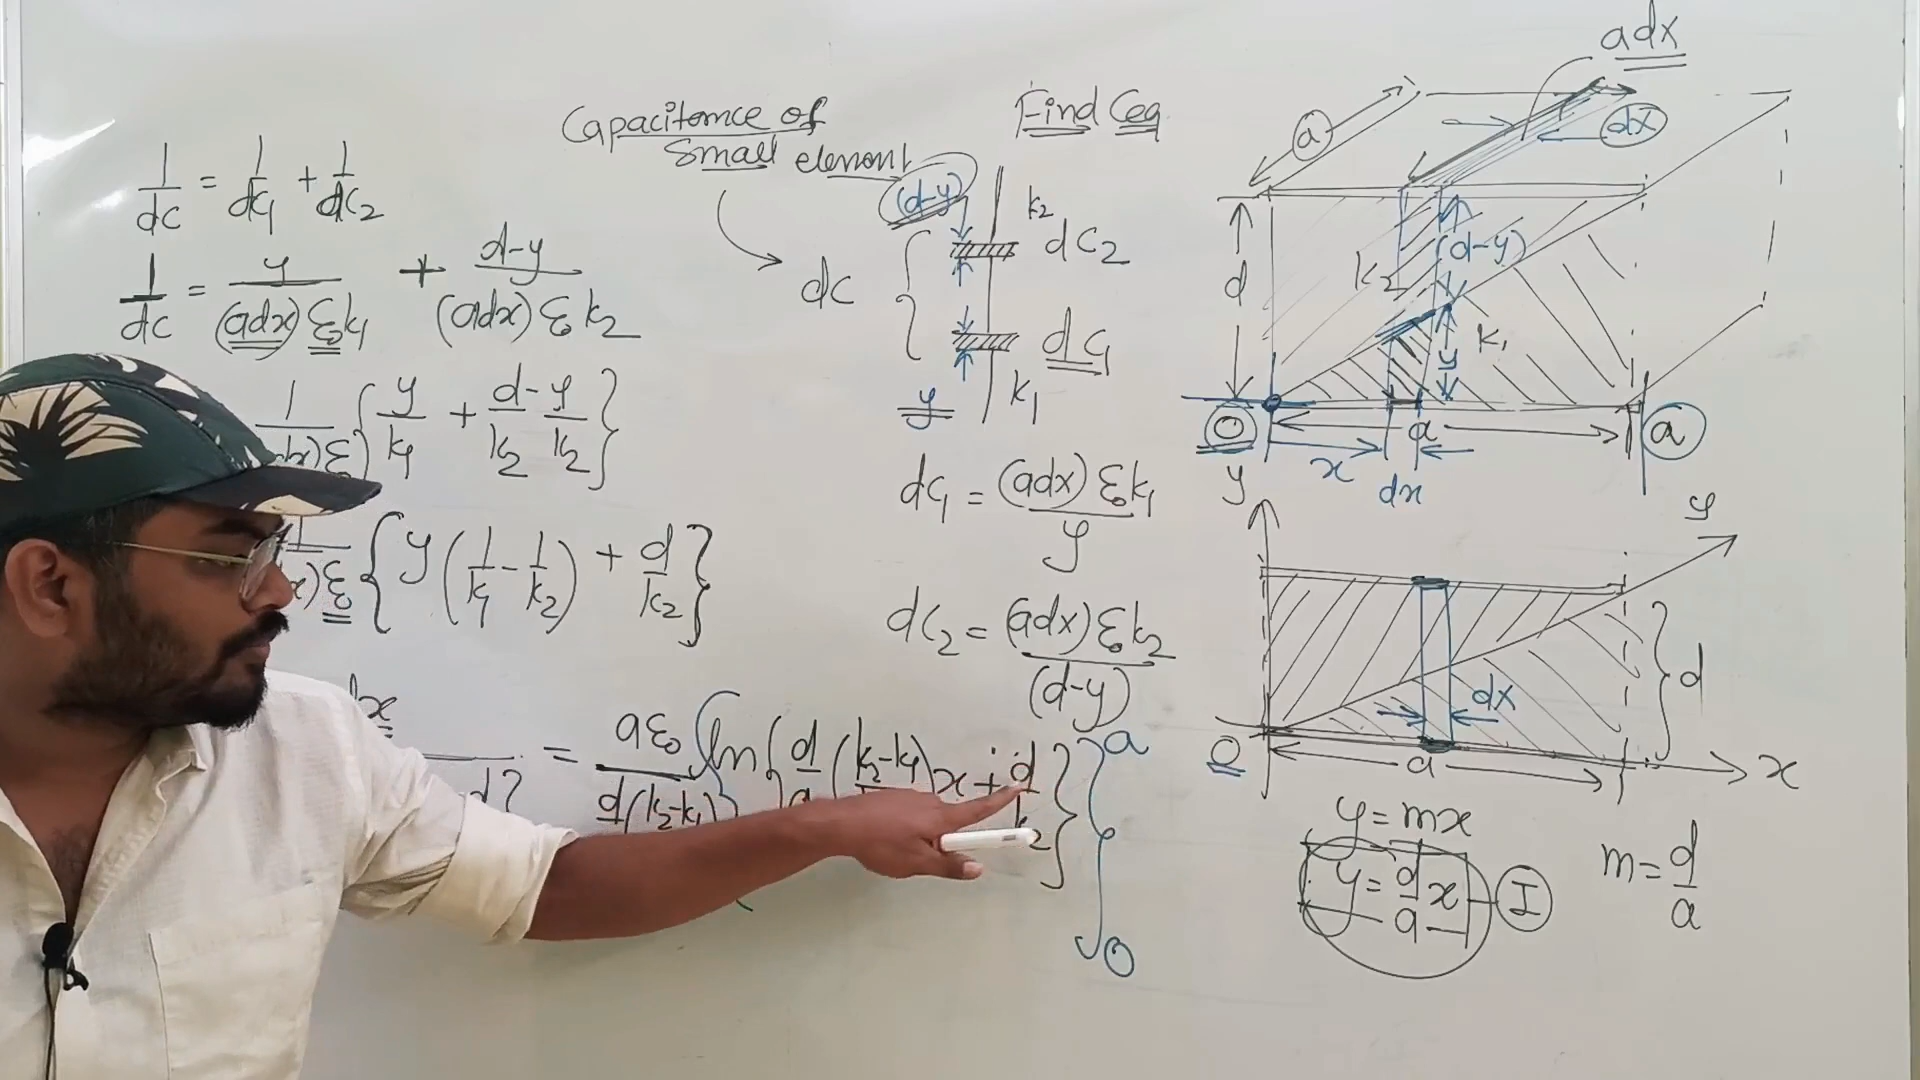 1/dc = 1/dc₁ + 1/dc₂
1/dc = y/(adx)ε₀k₁ + d-y/(adx)ε₀k₂
1/ {y/k₁ + d/k₂ - y/k₂}
{y(1/k₁ - 1/k₂) + d/k₂}
= aε₀/d(k₂-k₁) {ln{d/a (k₂-k₁)x + d/k₂}}
a
0
Capacitance of
Small element
dc
(d-y)
k₂
dC₂
dC₁
y
k₁
dC₁ = (adx)ε₀k₁/y
dC₂ = (adx)ε₀k₂/(d-y)
Find Ceq
adx
a
dx
d
k₂
(d-y)
k₁
y
O
a
a
x
dx
y
y
dx
d
O
a
x
y = mx
y = d/a x
I
m = d/a